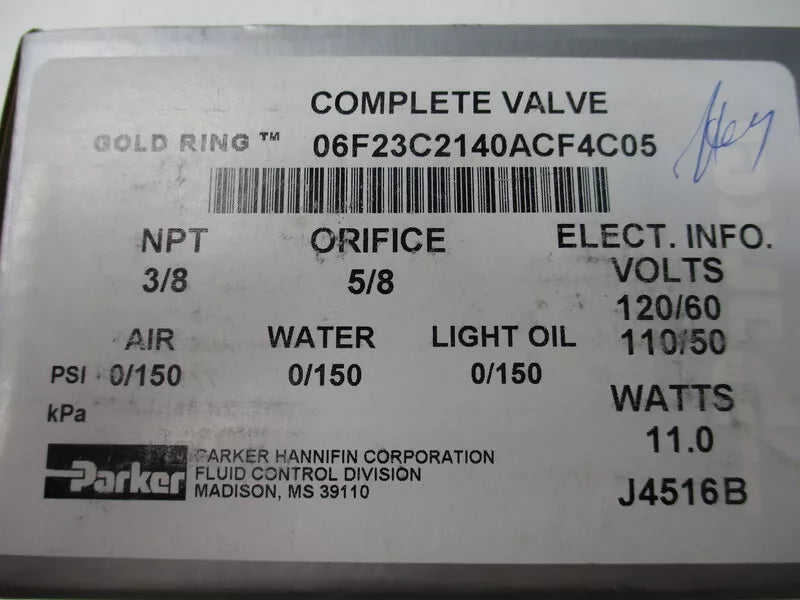 COMPLETE VALVE
GOLD RING ™ 06F23C2140ACF4C05
NPT ORIFICE ELECT. INFO.
3/8 5/8 VOLTS
120/60
AIR WATER LIGHT OIL 110/50
PSI 0/150 0/150 0/150
kPa WATTS
11.0
Parker PARKER HANNIFIN CORPORATION
FLUID CONTROL DIVISION
MADISON, MS 39110 J4516B